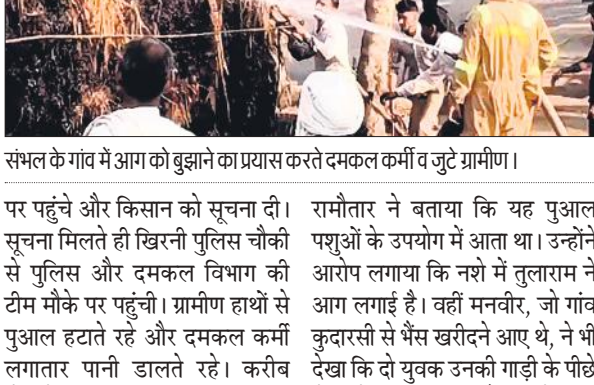 संभल के गांव में आग को बुझाने का प्रयास करते दमकल कर्मी व जुटे ग्रामीण।
पर पहुंचे और किसान को सूचना दी।
सूचना मिलते ही खिरनी पुलिस चौकी
से पुलिस और दमकल विभाग की
टीम मौके पर पहुंची। ग्रामीण हाथों से
पुआल हटाते रहे और दमकल कर्मी
लगातार पानी डालते रहे। करीब
रामौतार ने बताया कि यह पुआल
पशुओं के उपयोग में आता था। उन्होंने
आरोप लगाया कि नशे में तुलाराम ने
आग लगाई है। वहीं मनवीर, जो गांव
कुदारसी से भैंस खरीदने आए थे, ने भी
देखा कि दो युवक उनकी गाड़ी के पीछे